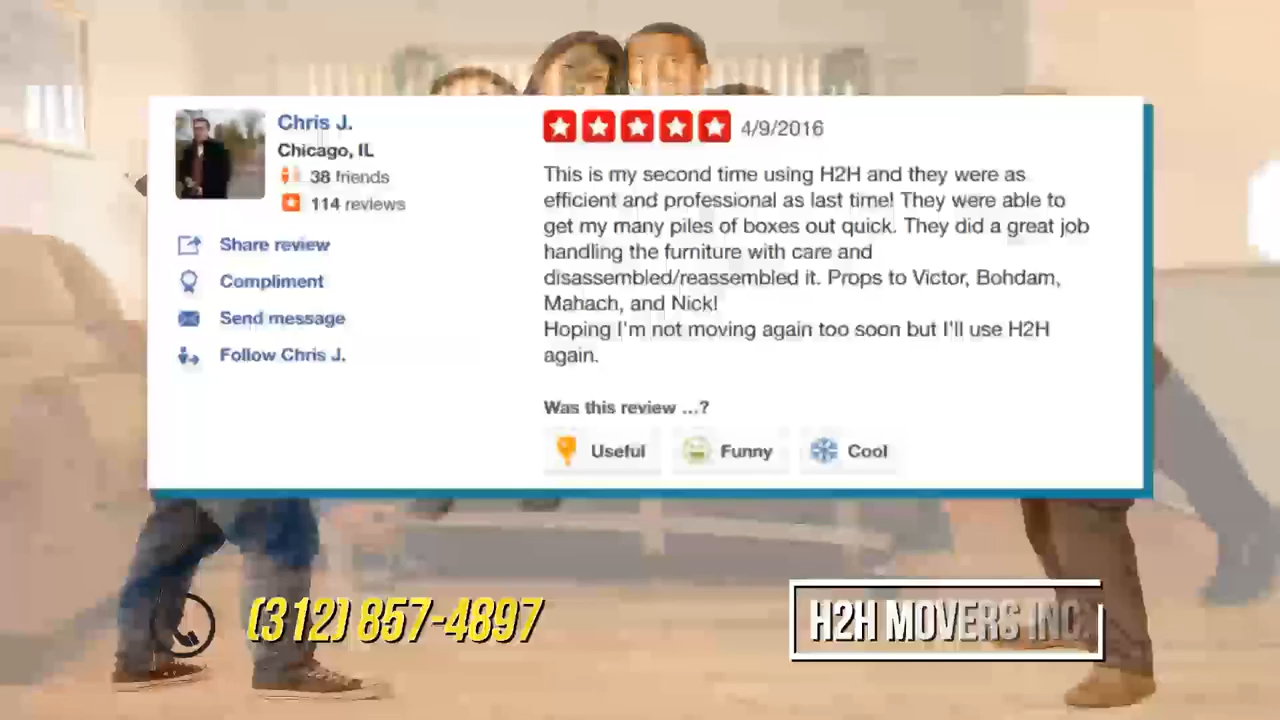 Chris J.
Chicago, IL
38 friends
114 reviews
Share review
Compliment
Send message
Follow Chris J.
4/9/2016
This is my second time using H2H and they were as
efficient and professional as last time! They were able to
get my many piles of boxes out quick. They did a great job
handling the furniture with care and
disassembled/reassembled it. Props to Victor, Bohdam,
Mahach, and Nick!
Hoping I'm not moving again too soon but I'll use H2H
again.
Was this review ...?
Useful
Funny
Cool
(312) 857-4897
H2H MOVERS INC.